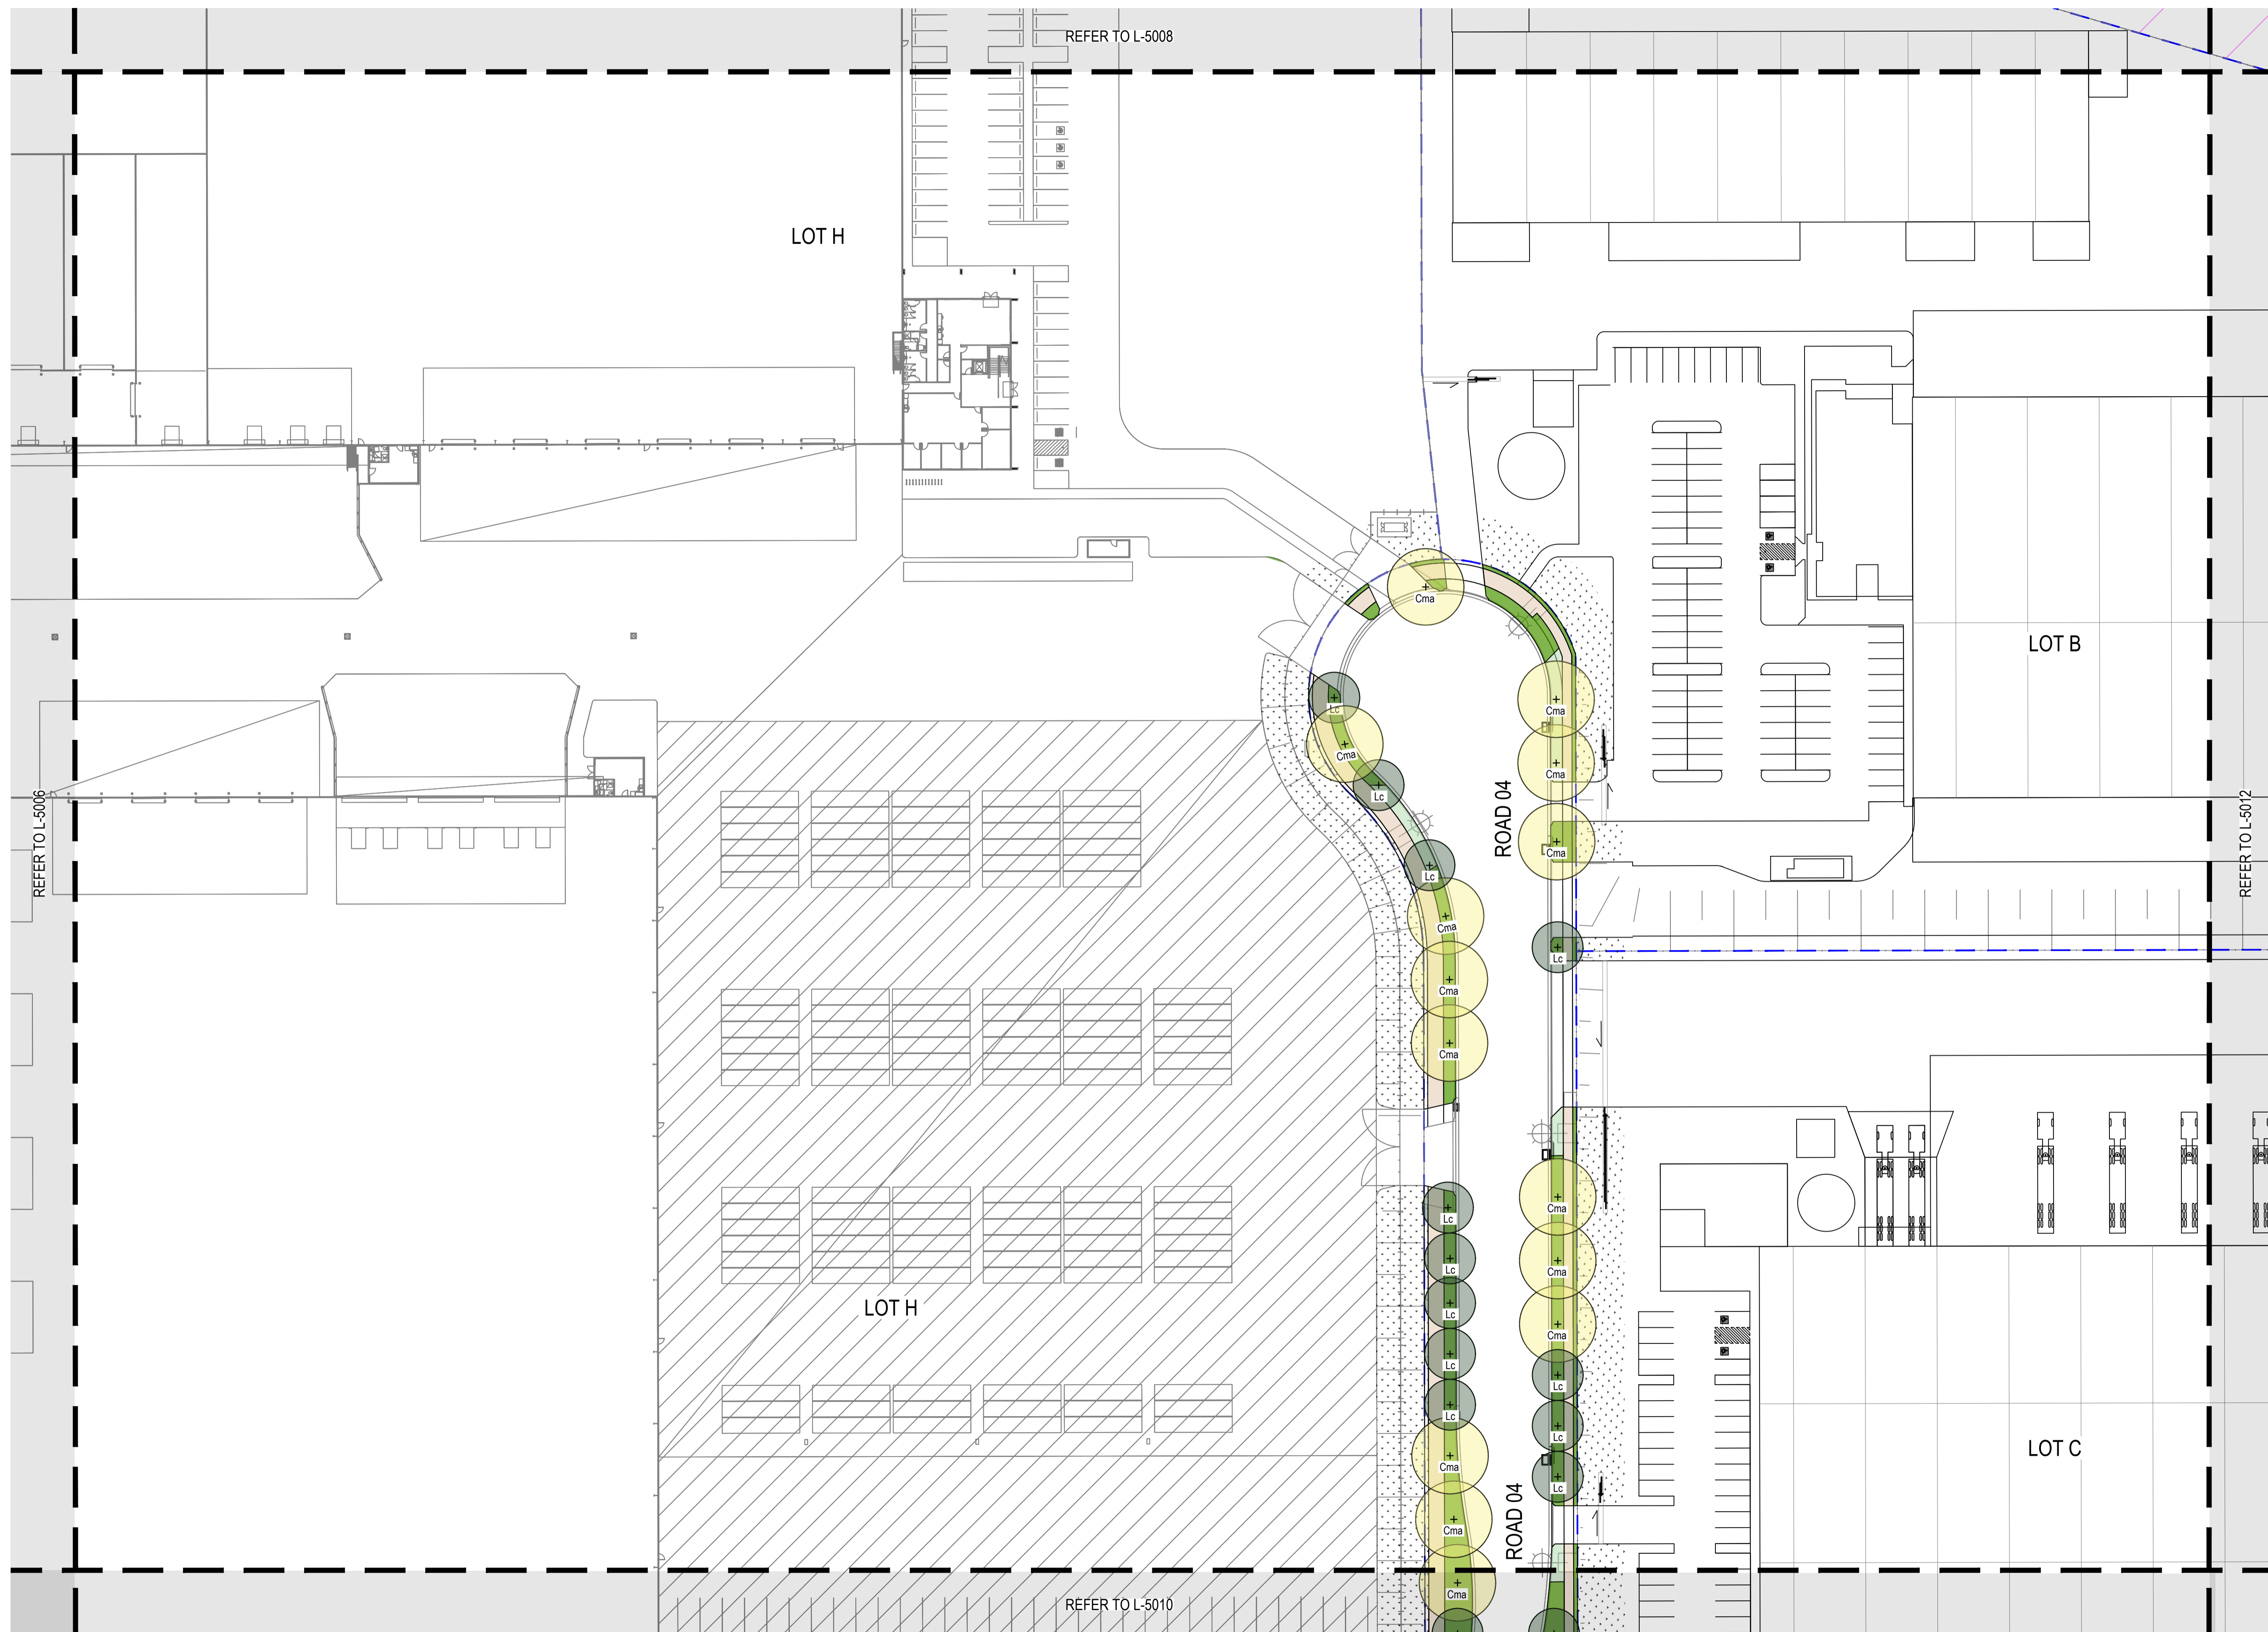 REFER TO L-5008
LOT H
Cma
LOT B
Lc
Cma
Cma
Cma
Lc
REFER TO L-5006
ROAD 04
REFER TO L-5012
Cma
Lc
Cma
Lc
Cma
Cma
Cma
Lc
Cma
Lc
Cma
LOT H
Lc
Cma
Lc
Lc
Lc
Lc
LOT C
Cma
Lc
ROAD 04
Cma
Cma
REFER TO L-5010